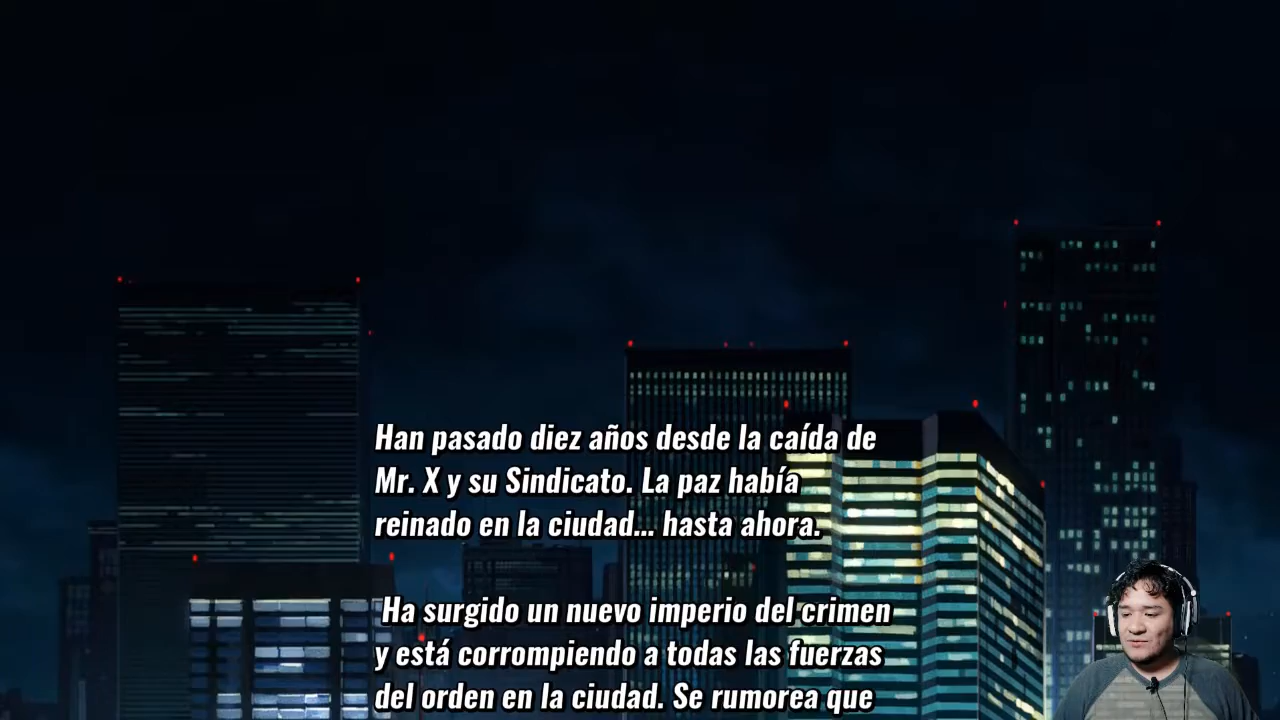 Han pasado diez años desde la caída de
Mr. X y su Sindicato. La paz había
reinado en la ciudad... hasta ahora.
Ha surgido un nuevo imperio del crimen
y está corrompiendo a todas las fuerzas
del orden en la ciudad. Se rumorea que